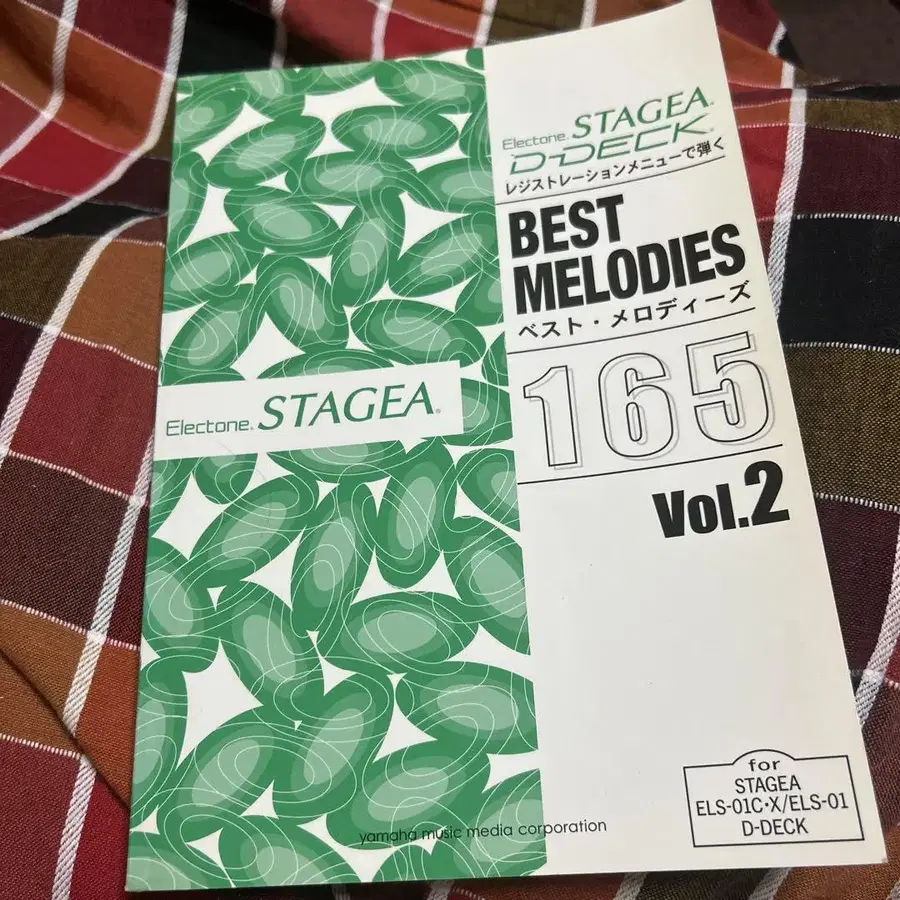 Electone® STAGEA®
D-DECK®
レジストレーションメニューで弾く
BEST
MELODIES
ベスト・メロディーズ
165
Vol.2
Electone® STAGEA®
for
STAGEA
ELS-01C・X/ELS-01
D-DECK
yamaha music media corporation